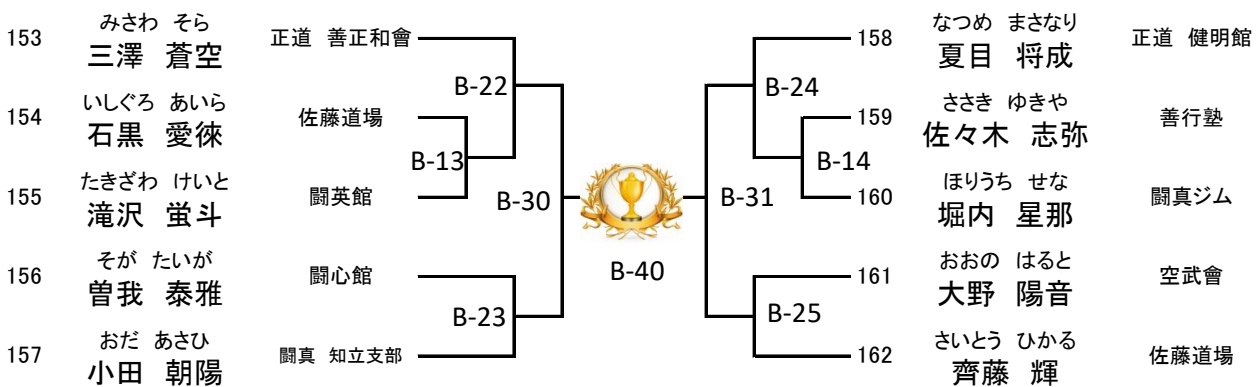 みさわ そら
153 三澤 蒼空 正道 善正和會
いしぐろ あいら
154 石黒 愛徠 佐藤道場
たきざわ けいと
155 滝沢 蛍斗 闘英館
そが たいが
156 曽我 泰雅 闘心館
おだ あさひ
157 小田 朝陽 闘真 知立支部
B-22
B-13
B-30
B-23
B-40
B-24
B-14
B-31
B-25
なつめ まさなり
158 夏目 将成 正道 健明館
ささき ゆきや
159 佐々木 志弥 善行塾
ほりうち せな
160 堀内 星那 闘真ジム
おおの はると
161 大野 陽音 空武會
さいとう ひかる
162 齊藤 輝 佐藤道場